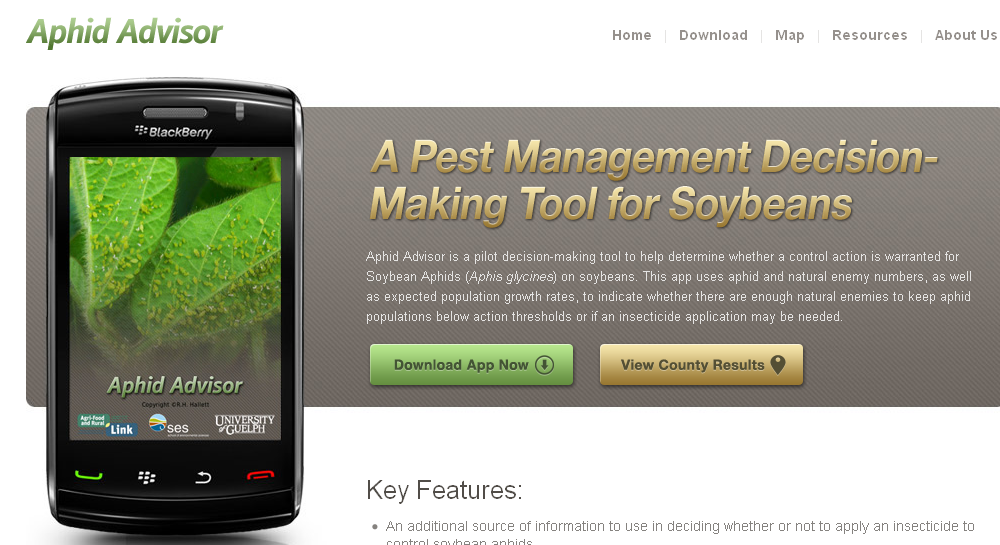 Aphid Advisor
Home
Download
Map
Resources
About Us
BlackBerry
A Pest Management Decision-
Making Tool for Soybeans
Aphid Advisor is a pilot decision-making tool to help determine whether a control action is warranted for
Soybean Aphids (Aphis glycines) on soybeans. This app uses aphid and natural enemy numbers, as well
as expected population growth rates, to indicate whether there are enough natural enemies to keep aphid
populations below action thresholds or if an insecticide application may be needed.
Download App Now
View County Results
Aphid Advisor
Copyright ©R.H. Hallett
Agri-Food
and Rural
Link
ses
UNIVERSITY
of GUELPH
Key Features:
• An additional source of information to use in deciding whether or not to apply an insecticide to
control soybean aphids